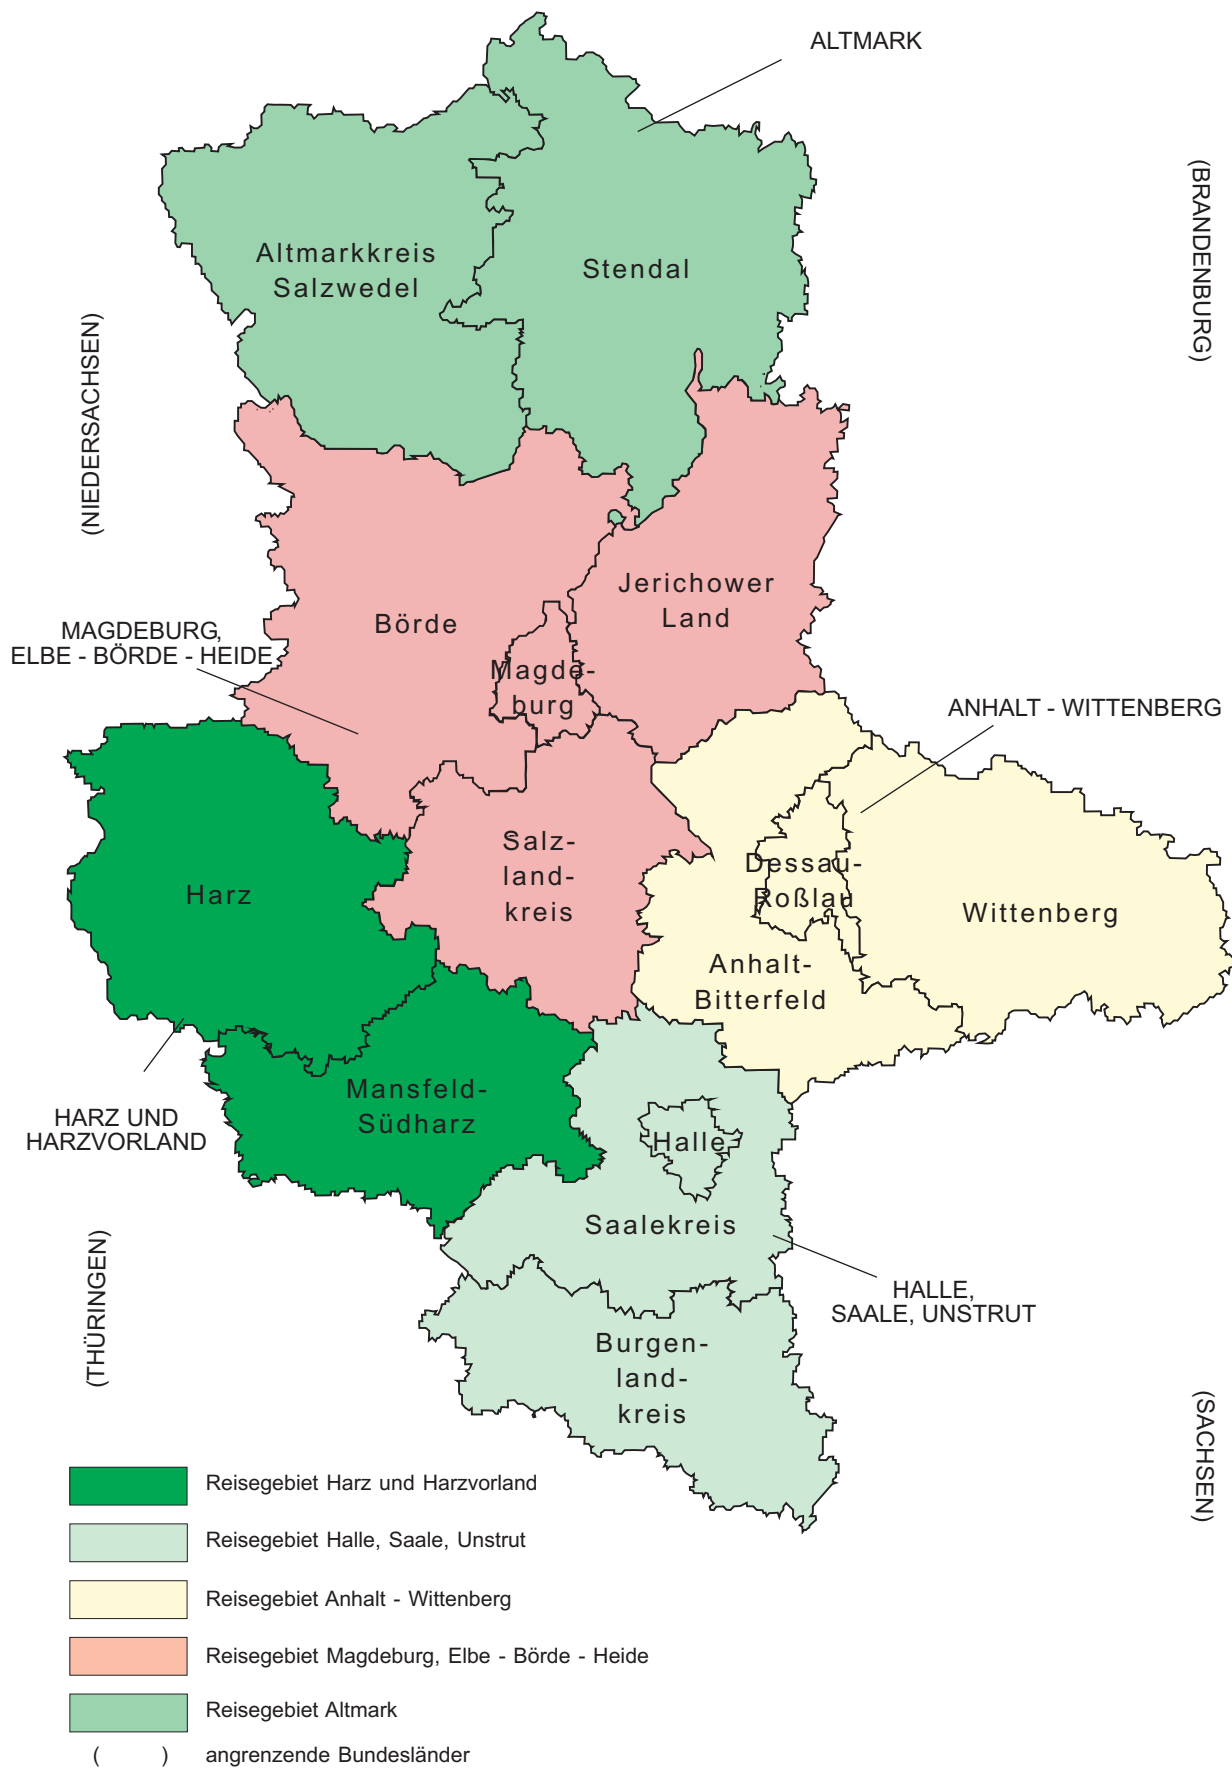 ALTMARK
(BRANDENBURG)
Altmarkkreis
Salzwedel
Stendal
(NIEDERSACHSEN)
Jerichower
Land
Börde
MAGDEBURG,
ELBE - BÖRDE - HEIDE
Magde-
burg
ANHALT - WITTENBERG
Salz-
land-
kreis
Dessau-
Roßlau
Harz
Wittenberg
Anhalt-
Bitterfeld
Mansfeld-
Südharz
HARZ UND
HARZVORLAND
Halle
Saalekreis
(THÜRINGEN)
HALLE,
SAALE, UNSTRUT
Burgen-
land-
kreis
(SACHSEN)
Reisegebiet Harz und Harzvorland
Reisegebiet Halle, Saale, Unstrut
Reisegebiet Anhalt - Wittenberg
Reisegebiet Magdeburg, Elbe - Börde - Heide
Reisegebiet Altmark
( ) angrenzende Bundesländer